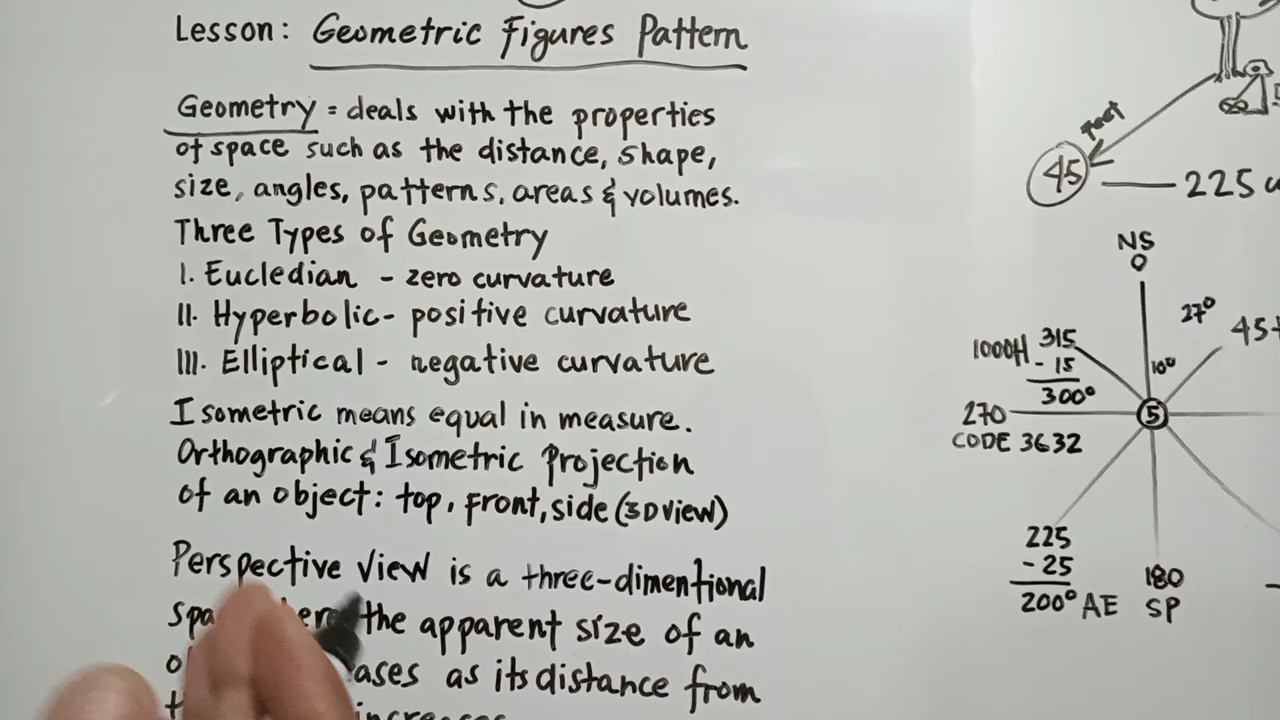 Lesson: Geometric Figures Pattern
Geometry = deals with the properties
of space such as the distance, shape,
size, angles, patterns, areas & volumes.
Three Types of Geometry
I. Eucledian - zero curvature
II. Hyperbolic - positive curvature
III. Elliptical - negative curvature
Isometric means equal in measure.
Orthographic & Isometric Projection
of an object: top, Front, side (3D view)
Perspective View is a three-dimentional
the apparent size of an
as its distance from
increases
45
225
NS
0
27°
45
10°
1000H 315
- 15
300°
270
CODE 3632
5
225
- 25
200° AE
180
SP